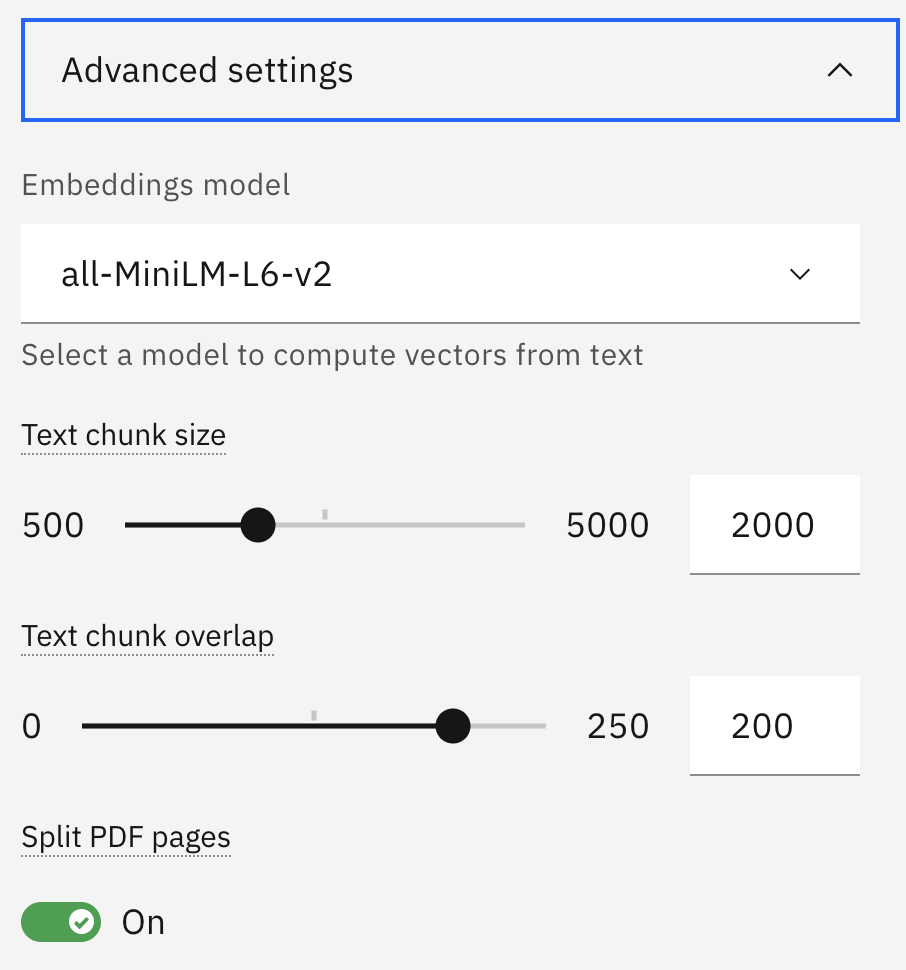 Advanced settings
Embeddings model
all-MiniLM-L6-v2
Select a model to compute vectors from text
Text chunk size
500 5000 2000
Text chunk overlap
0 250 200
Split PDF pages
On